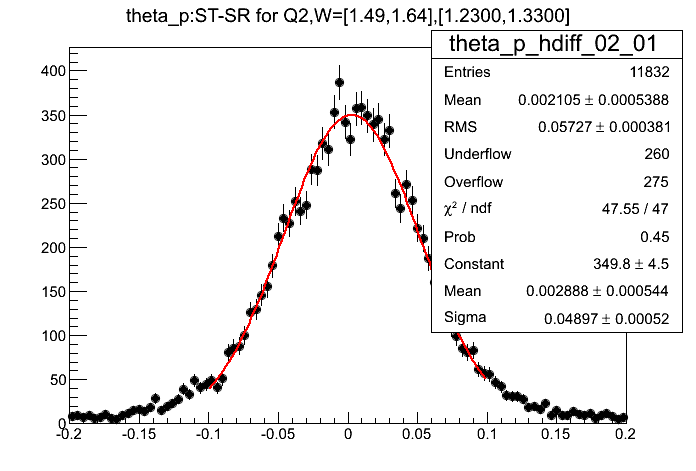 theta_p:ST-SR for Q2,W=[1.49,1.64],[1.2300,1.3300]
theta_p_hdiff_02_01
Entries 11832
Mean 0.002105 ± 0.0005388
RMS 0.05727 ± 0.000381
Underflow 260
Overflow 275
χ² / ndf 47.55 / 47
Prob 0.45
Constant 349.8 ± 4.5
Mean 0.002888 ± 0.000544
Sigma 0.04897 ± 0.00052
400
350
300
250
200
150
100
50
0
-0.2 -0.15 -0.1 -0.05 0 0.05 0.1 0.15 0.2